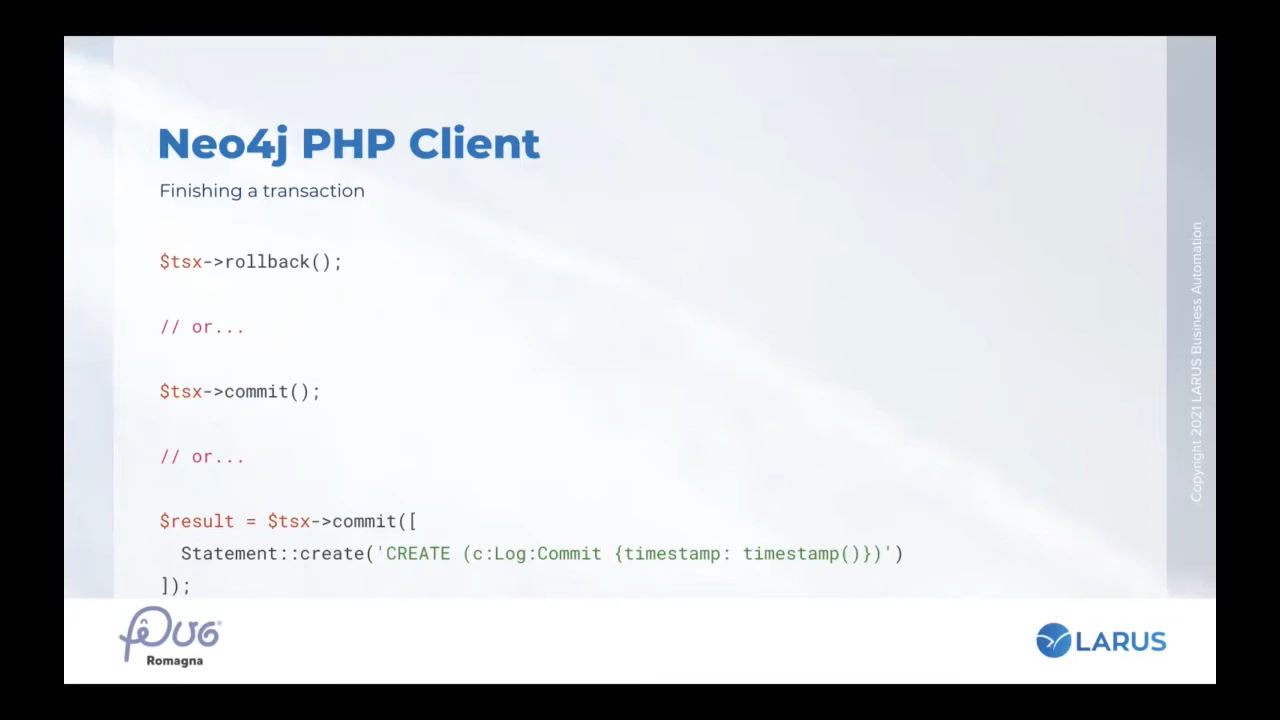 Neo4j PHP Client
Finishing a transaction
$tsx->rollback();
// or...
$tsx->commit();
// or...
$result = $tsx->commit([
  Statement::create('CREATE (c:Log:Commit {timestamp: timestamp()})')
]);
Copyright 2021 LARUS Business Automation
PUG
Romagna
LARUS